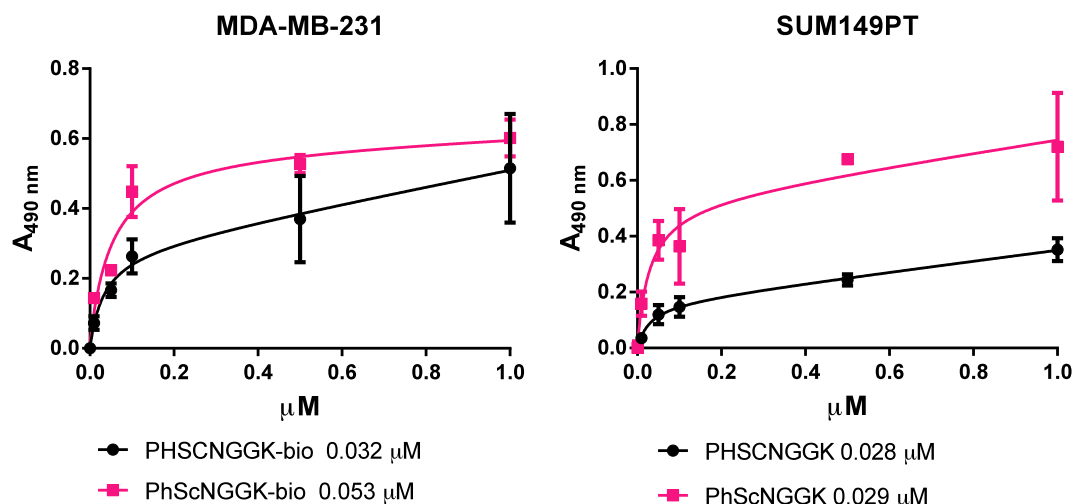 MDA-MB-231
0.8
0.6
0.4
0.2
0.0
A490 nm
0.0 0.2 0.4 0.6 0.8 1.0
μM
PHSCNGGK-bio 0.032 μM
PhScNGGK-bio 0.053 μM
SUM149PT
1.0
0.8
0.6
0.4
0.2
0.0
A490 nm
0.0 0.2 0.4 0.6 0.8 1.0
μM
PHSCNGGK 0.028 μM
PhScNGGK 0.029 μM